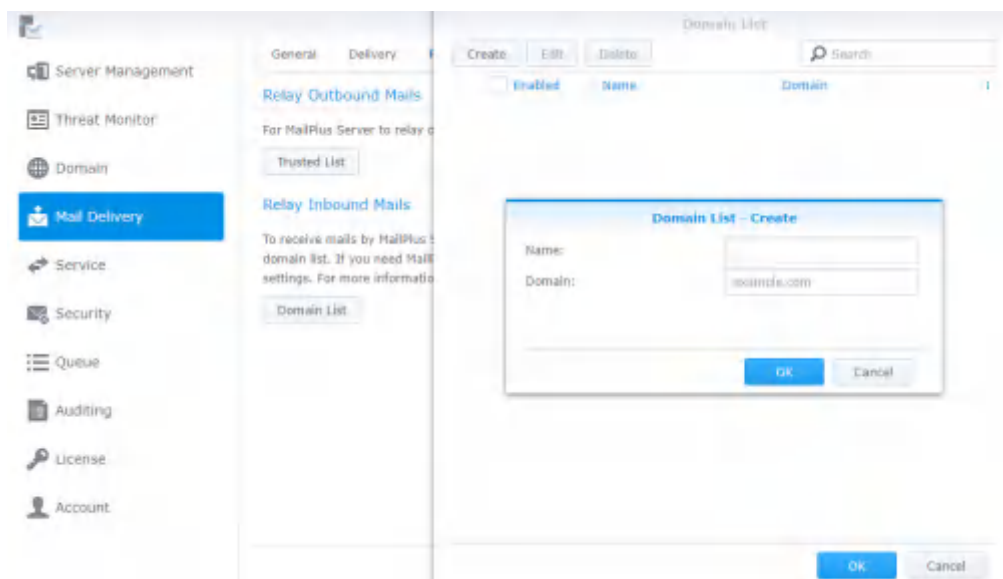 Server Management
Threat Monitor
Domain
Mail Delivery
Service
Security
Queue
Auditing
License
Account
General Delivery
Relay Outbound Mails
For MailPlus Server to relay
Trusted List
Relay Inbound Mails
To receive mails by MailPlus
domain list. If you need
settings. For more
Domain List
Domain List
Create Edit Delete Search
Enabled Name Domain
Domain List - Create
Name:
Domain: example.com
OK Cancel
OK Cancel